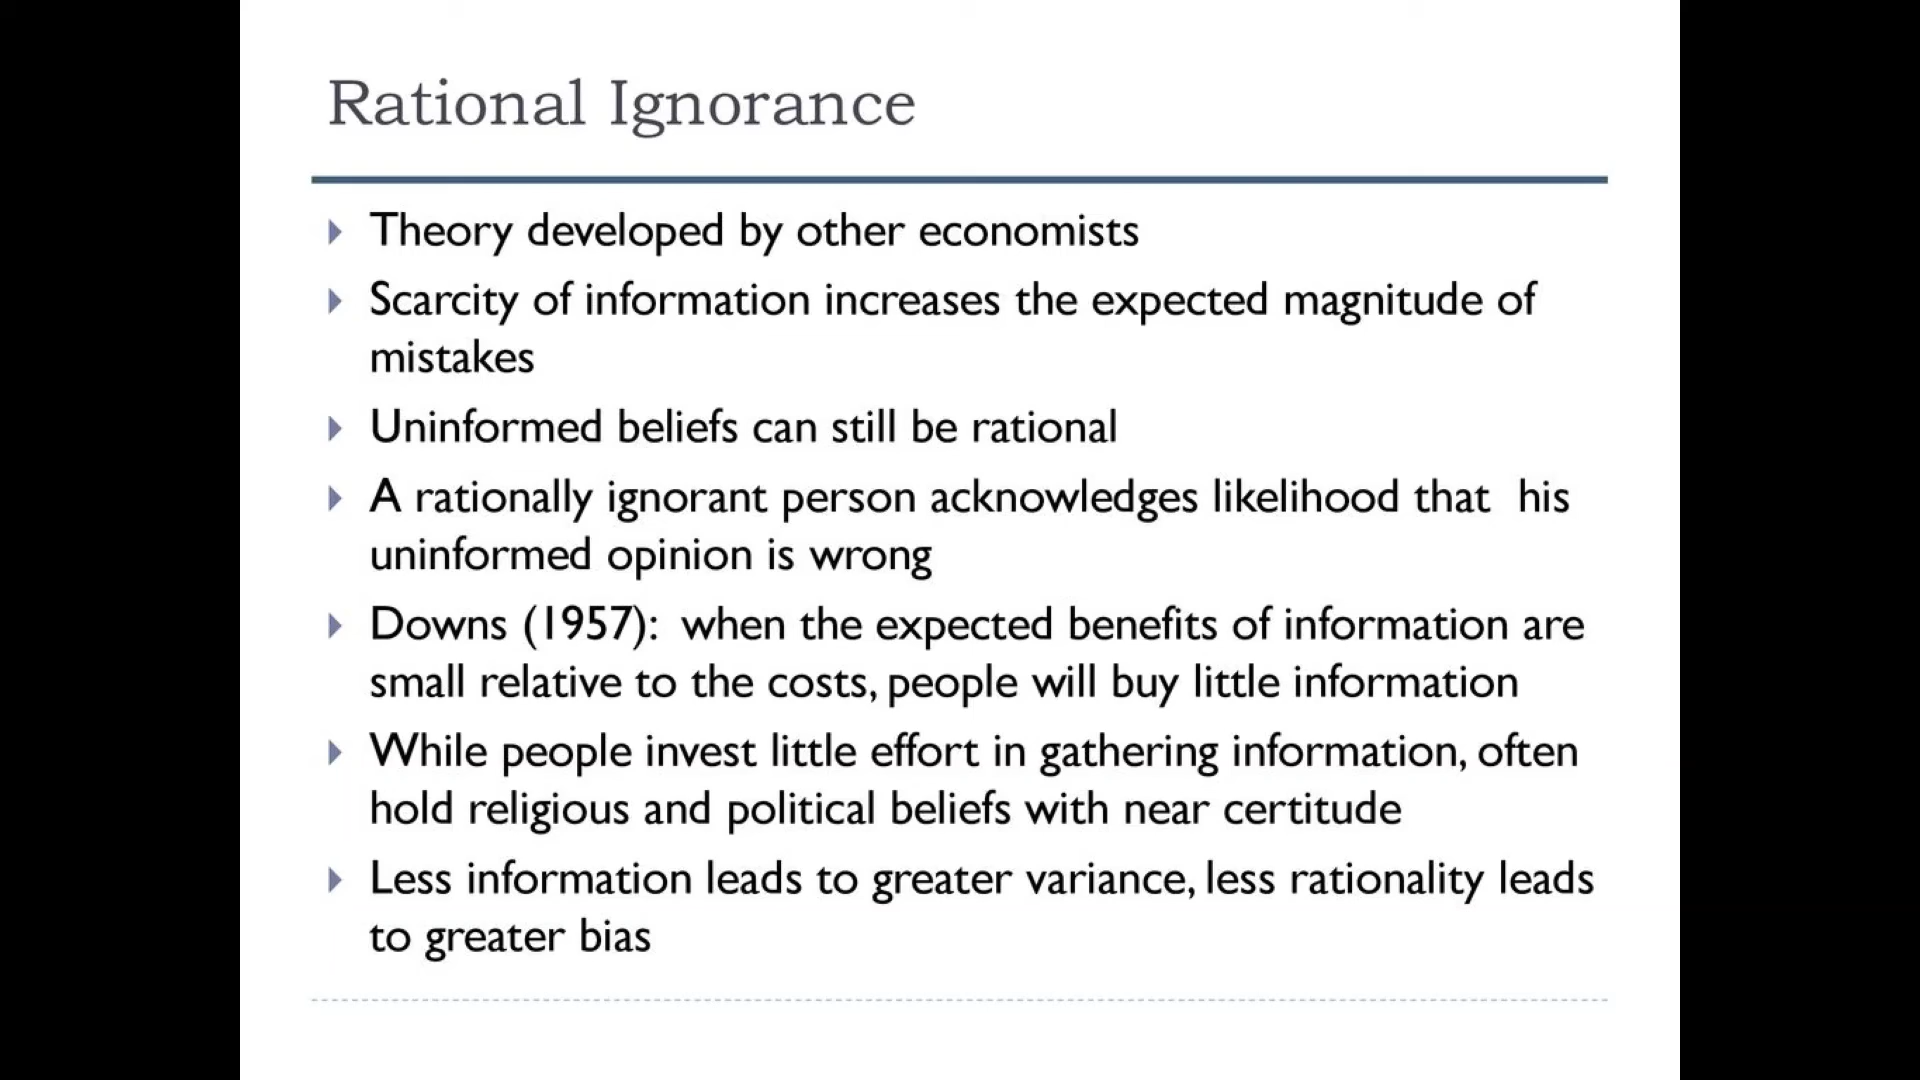 Rational Ignorance
Theory developed by other economists
Scarcity of information increases the expected magnitude of
mistakes
Uninformed beliefs can still be rational
A rationally ignorant person acknowledges likelihood that  his
uninformed opinion is wrong
Downs (1957):  when the expected benefits of information are
small relative to the costs, people will buy little information
While people invest little effort in gathering information, often
hold religious and political beliefs with near certitude
Less information leads to greater variance, less rationality leads
to greater bias